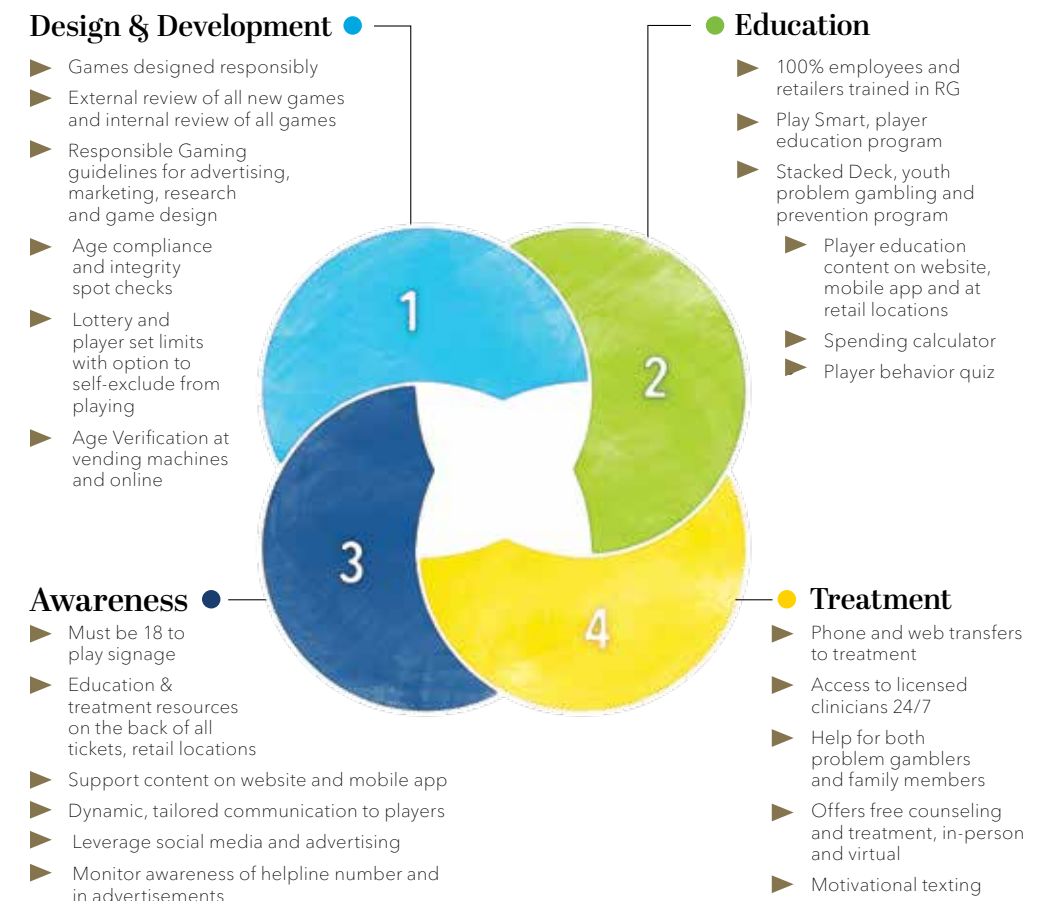 Design & Development
Games designed responsibly
External review of all new games
and internal review of all games
Responsible Gaming
guidelines for advertising,
marketing, research
and game design
Age compliance
and integrity
spot checks
Lottery and
player set limits
with option to
self-exclude from
playing
Age Verification at
vending machines
and online
Education
100% employees and
retailers trained in RG
Play Smart, player
education program
Stacked Deck, youth
problem gambling and
prevention program
Player education
content on website,
mobile app and at
retail locations
Spending calculator
Player behavior quiz
1
2
3
4
Awareness
Must be 18 to
play signage
Education &
treatment resources
on the back of all
tickets, retail locations
Support content on website and mobile app
Dynamic, tailored communication to players
Leverage social media and advertising
Monitor awareness of helpline number and
in advertisements
Treatment
Phone and web transfers
to treatment
Access to licensed
clinicians 24/7
Help for both
problem gamblers
and family members
Offers free counseling
and treatment, in-person
and virtual
Motivational texting